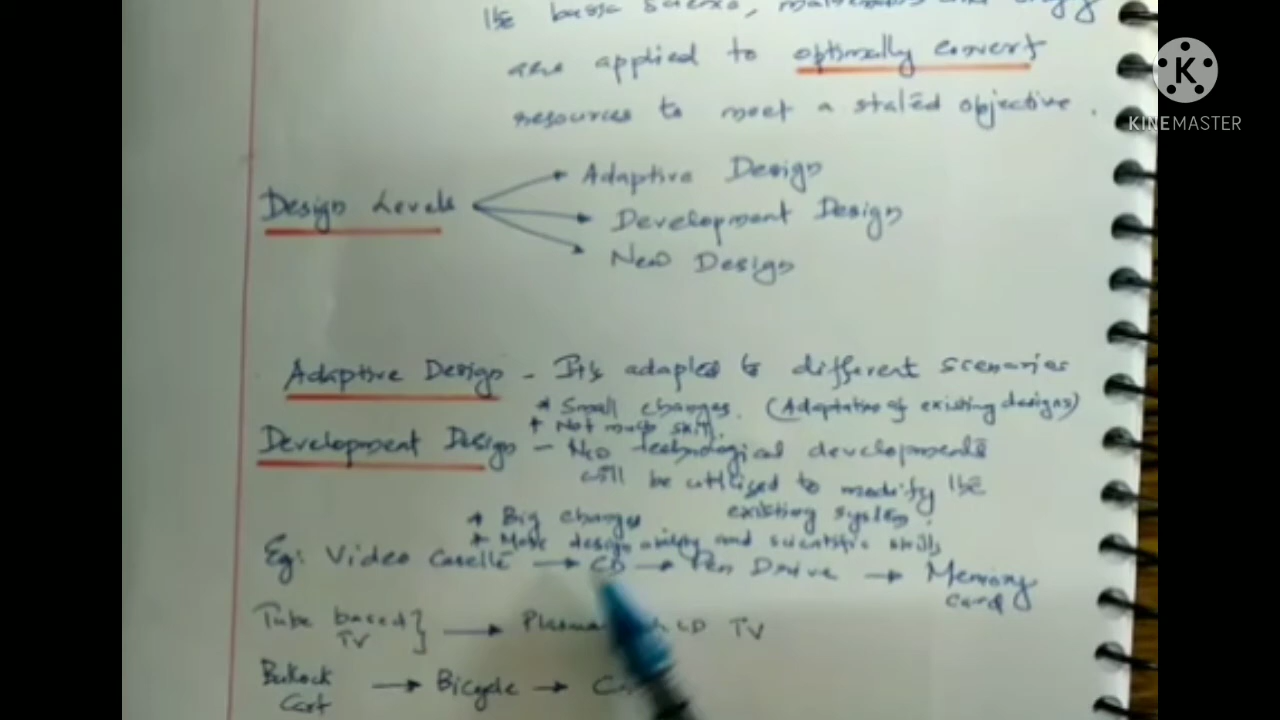 the basic science, mathematics and
are applied to optimally convert
resources to meet a stated objective.
K
KINEMASTER
Design Levels
Adaptive Design
Development Design
New Design
Adaptive Design - It's adapted to different scenarios
* Small changes. (Adaptation of existing designs)
* Not much skill.
Development Design - New technological developments
will be utilised to modify the
existing system.
* Big changes
* More design ability and scientific skills
Eg: Video Casette → CD → Pen Drive → Memory
card
Tube based TV } → Plasma LCD TV
Bullock Cart → Bicycle →